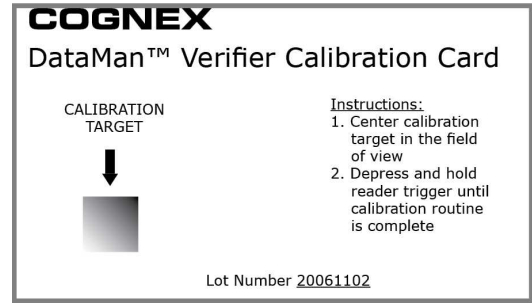 COGNEX
DataMan™ Verifier Calibration Card
CALIBRATION
TARGET
Instructions:
1. Center calibration
target in the field
of view
2. Depress and hold
reader trigger until
calibration routine
is complete
Lot Number 20061102